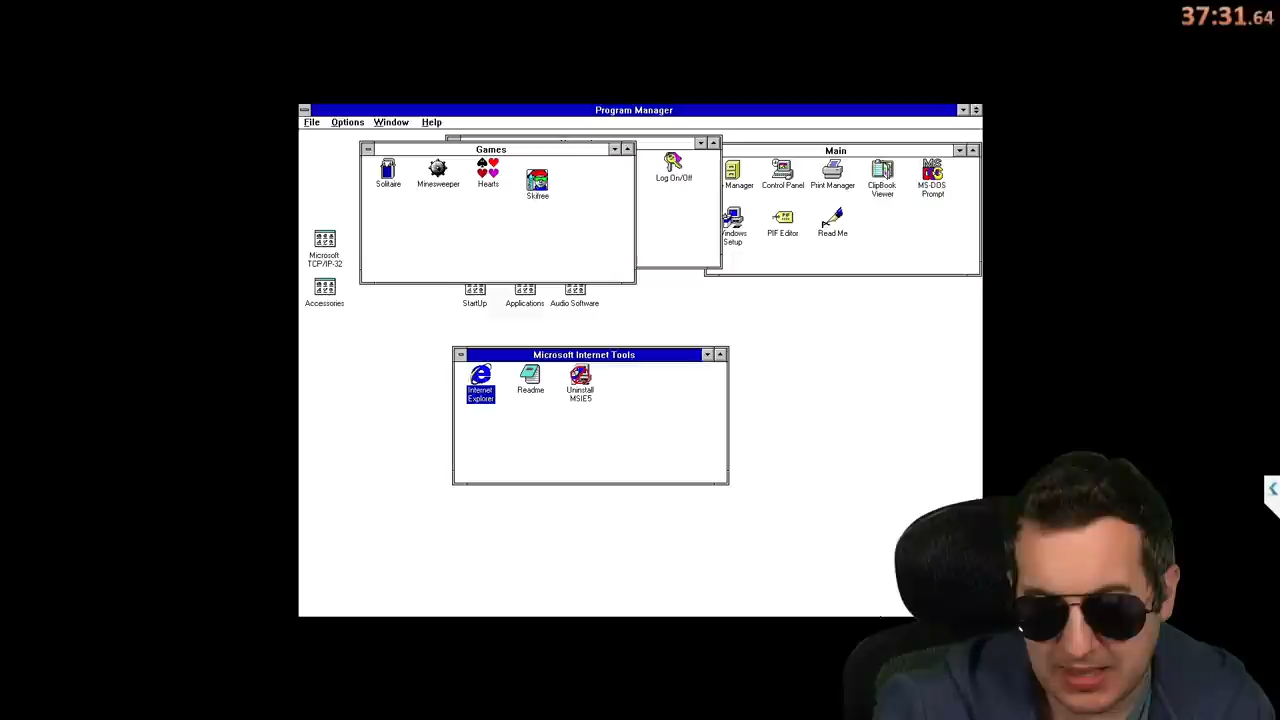 37:31.64
Program Manager
File Options Window Help
Games
Main
Solitaire Minesweeper Hearts Skifree
Log On/Off
Manager Control Panel Print Manager ClipBook Viewer MS-DOS Prompt
Setup PIF Editor Read Me
Microsoft TCP/IP-32
Accessories StartUp Applications Audio Software
Microsoft Internet Tools
Internet Explorer Readme Uninstall MSIE5